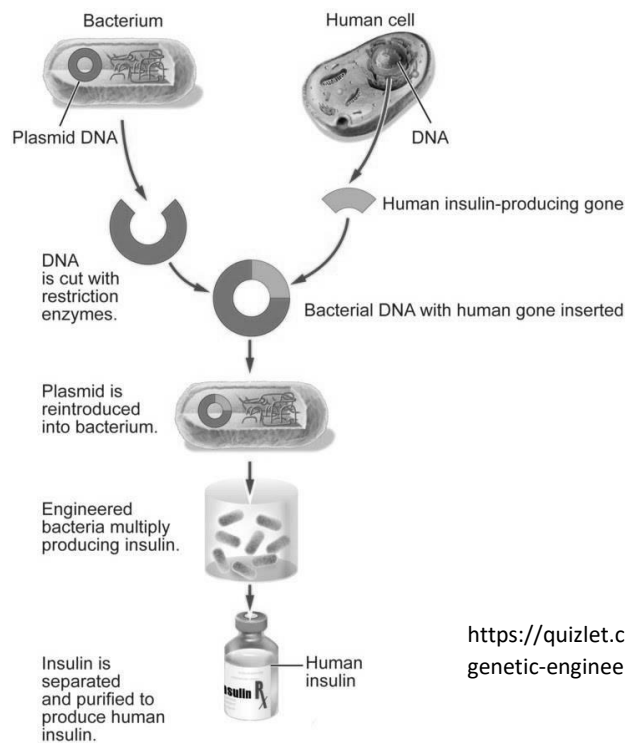 Bacterium
Human cell
Plasmid DNA
DNA
Human insulin-producing gone
DNA
is cut with
restriction
enzymes.
Bacterial DNA with human gone inserted
Plasmid is
reintroduced
into bacterium.
Engineered
bacteria multiply
producing insulin.
https://quizlet.c
genetic-enginee
Insulin is
separated
and purified to
produce human
insulin.
Human
insulin
sulin Rx